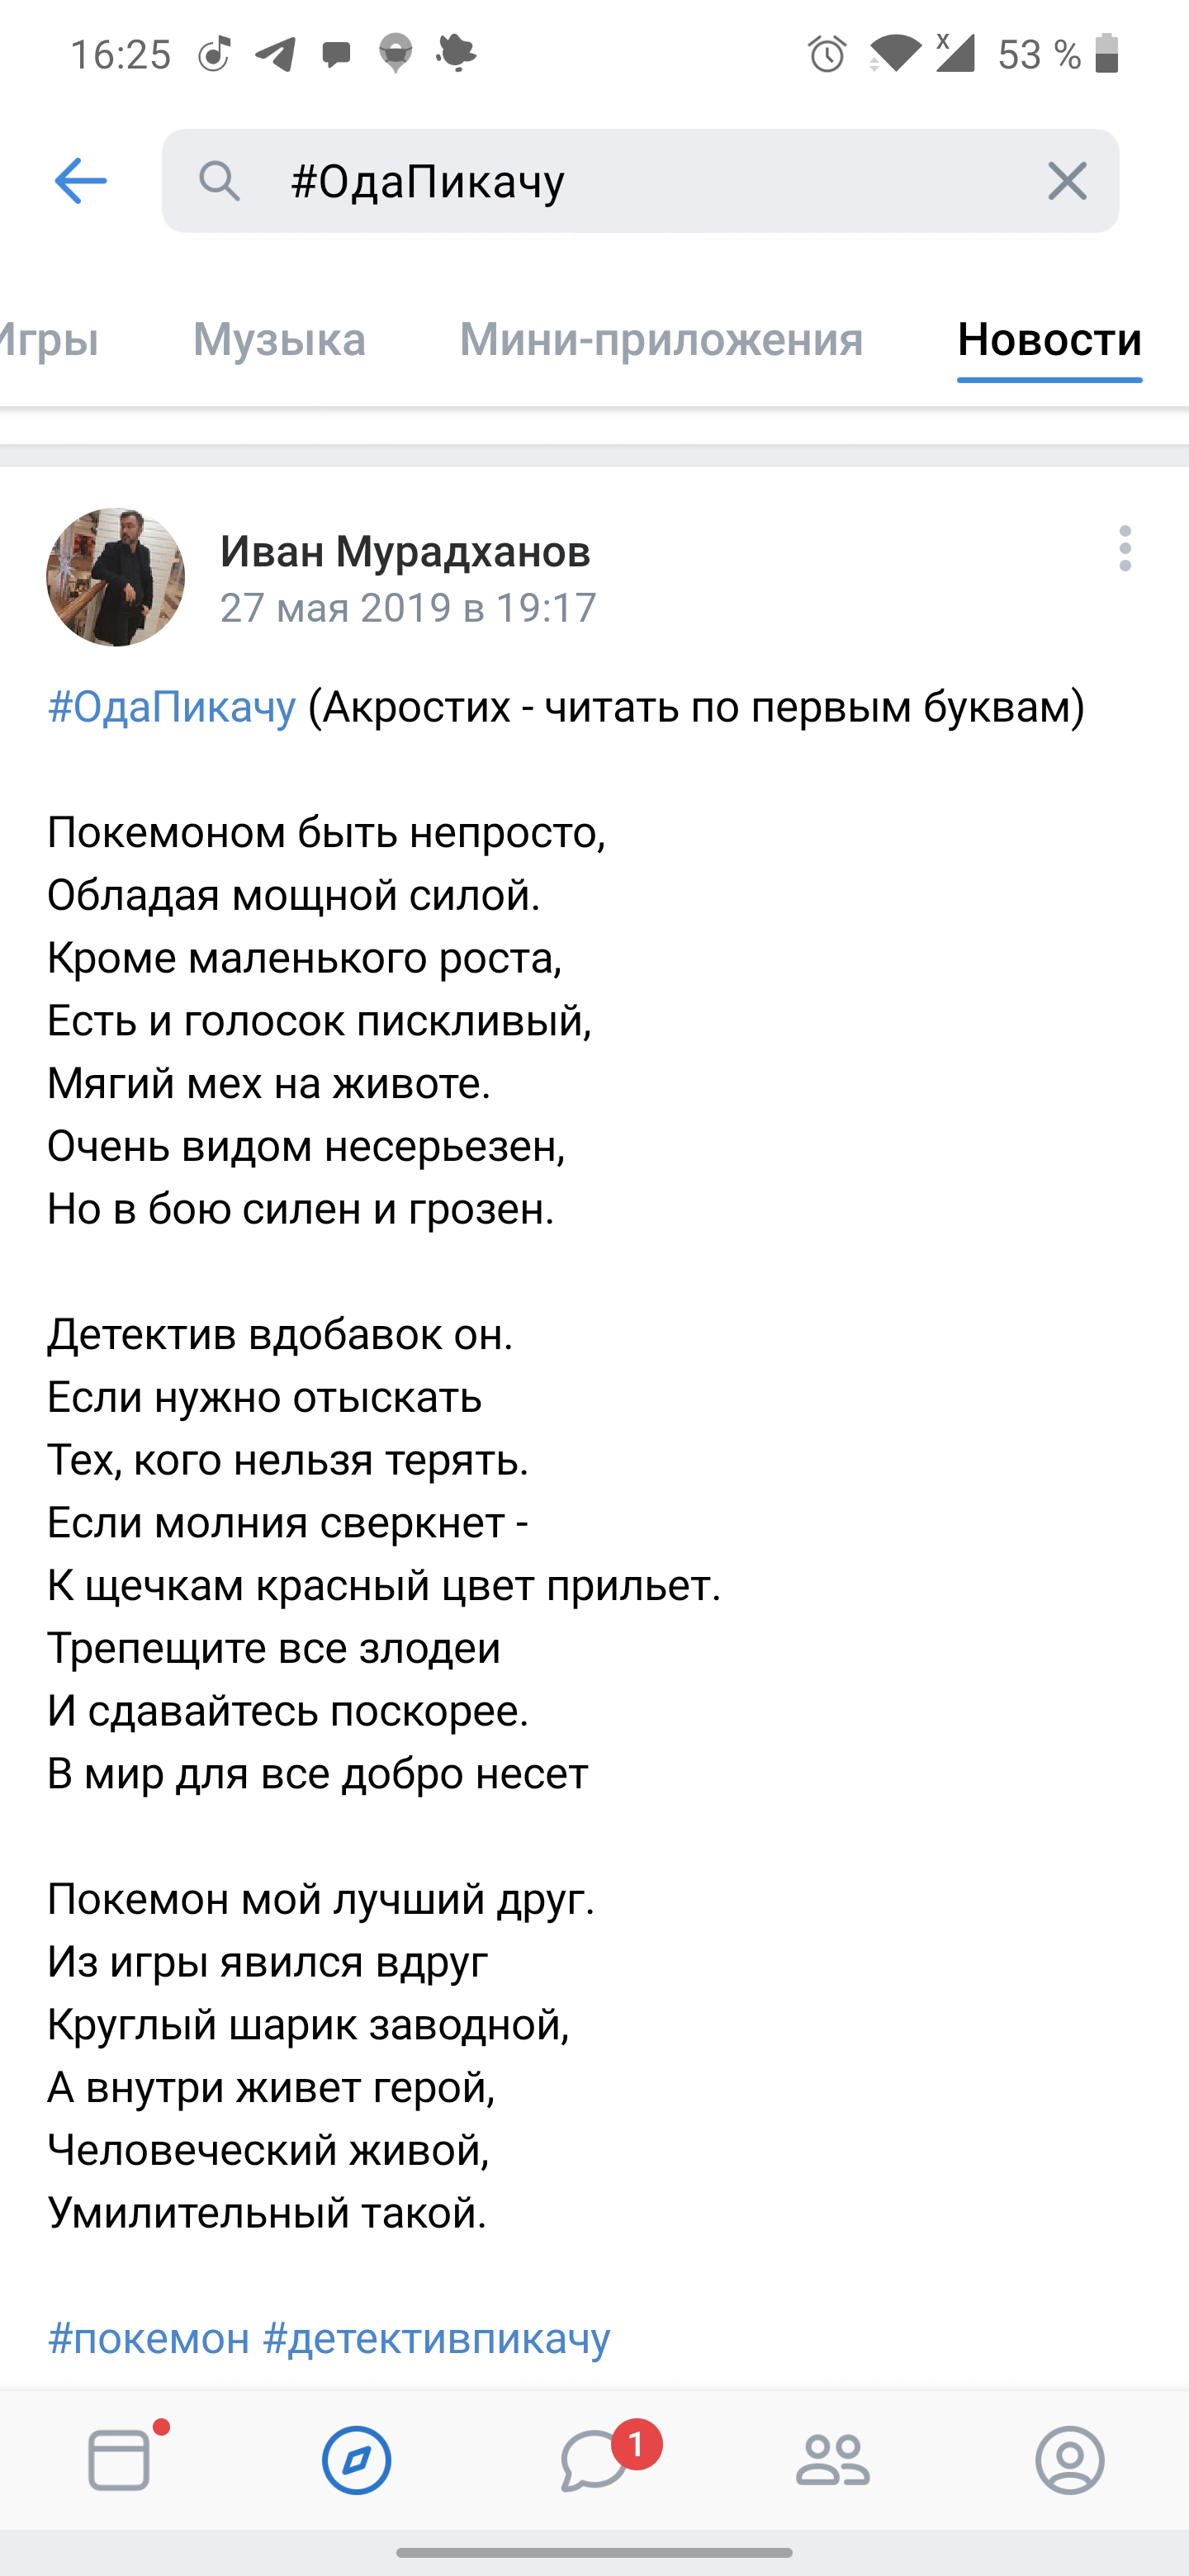 16:25
53 %
#ОдаПикачу
Игры Музыка Мини-приложения Новости
Иван Мурадханов
27 мая 2019 в 19:17
#ОдаПикачу (Акростих - читать по первым буквам)
Покемоном быть непросто,
Обладая мощной силой.
Кроме маленького роста,
Есть и голосок пискливый,
Мягий мех на животе.
Очень видом несерьезен,
Но в бою силен и грозен.
Детектив вдобавок он.
Если нужно отыскать
Тех, кого нельзя терять.
Если молния сверкнет -
К щечкам красный цвет прильет.
Трепещите все злодеи
И сдавайтесь поскорее.
В мир для все добро несет
Покемон мой лучший друг.
Из игры явился вдруг
Круглый шарик заводной,
А внутри живет герой,
Человеческий живой,
Умилительный такой.
#покемон #детективпикачу
1